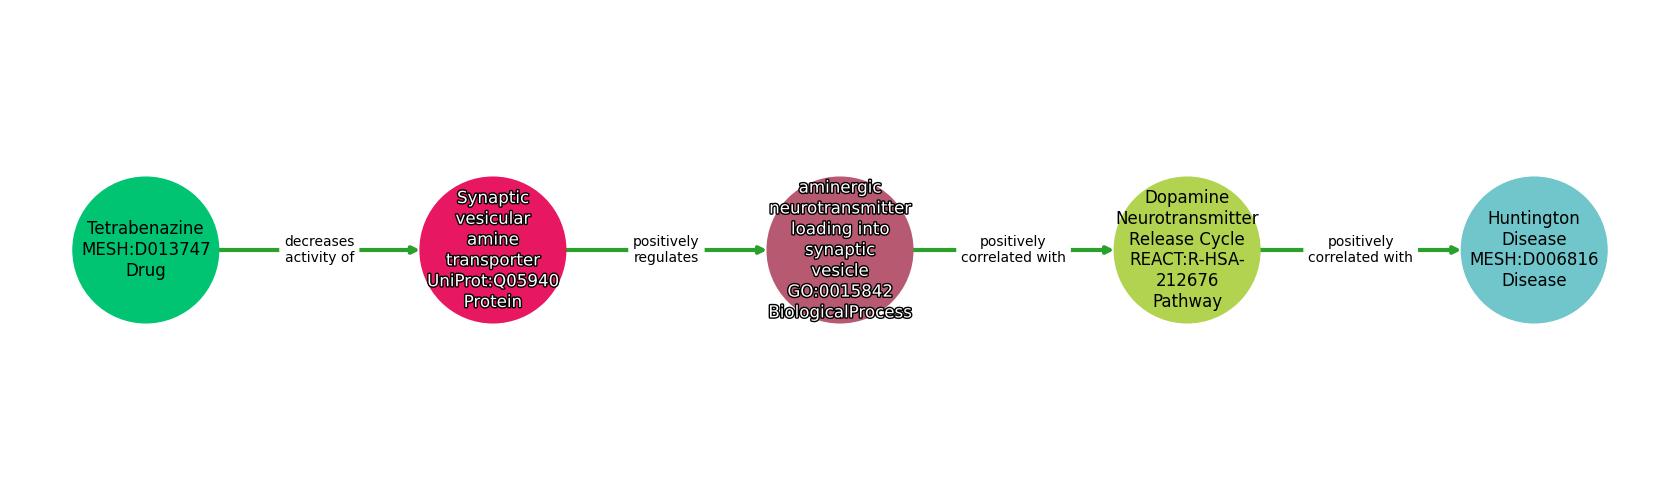 Tetrabenazine
MESH:D013747
Drug
decreases
activity of
Synaptic
vesicular
amine
transporter
UniProt:Q05940
Protein
positively
regulates
aminergic
neurotransmitter
loading into
synaptic
vesicle
GO:0015842
BiologicalProcess
positively
correlated with
Dopamine
Neurotransmitter
Release Cycle
REACT:R-HSA-
212676
Pathway
positively
correlated with
Huntington
Disease
MESH:D006816
Disease